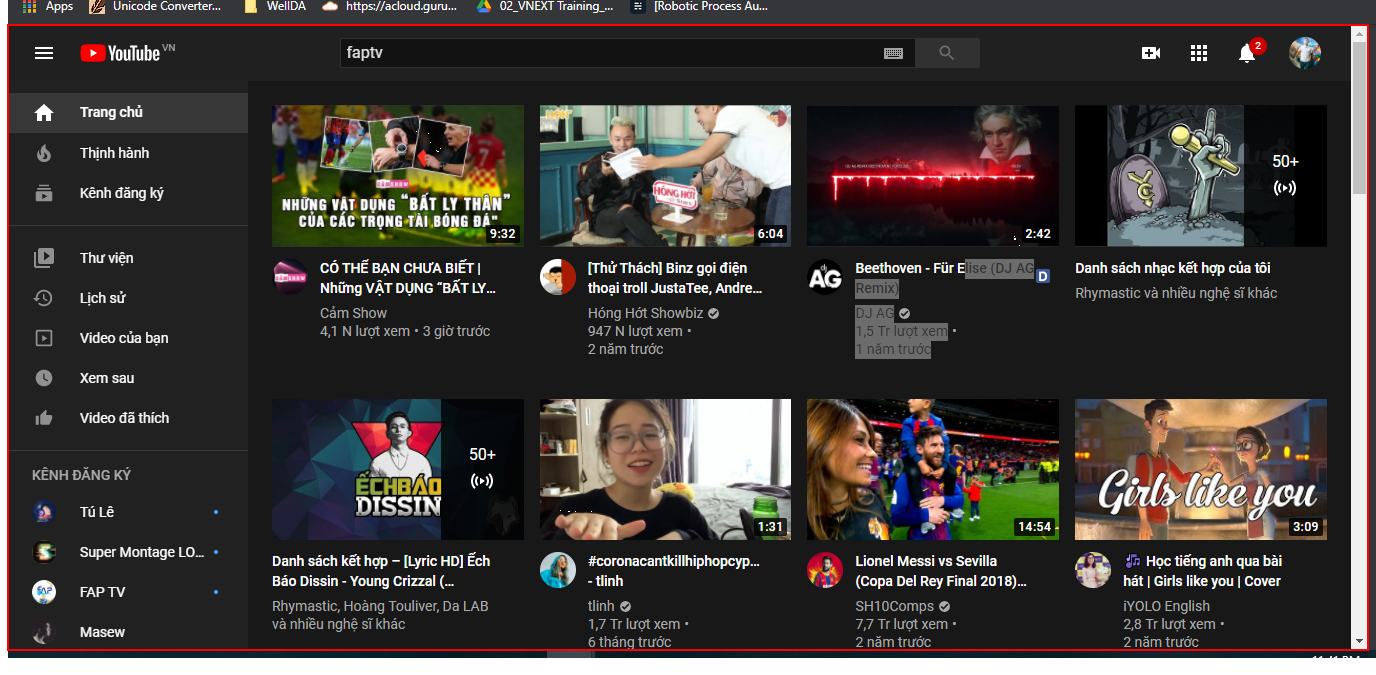 Apps
Unicode Converter...
WellDA
https://acloud.guru...
02_VNEXT Training_...
[Robotic Process Au...
YouTube VN
faptv
2
Trang chủ
Thịnh hành
Kênh đăng ký
Thư viện
Lịch sử
Video của bạn
Xem sau
Video đã thích
KÊNH ĐĂNG KÝ
Tú Lê
Super Montage LO...
FAP TV
Masew
CẢM SHOW
NHỮNG VẬT DỤNG “BẤT LY THÂN”
CỦA CÁC TRỌNG TÀI BÓNG ĐÁ"
9:32
CÓ THỂ BẠN CHƯA BIẾT |
Những VẬT DỤNG “BẤT LY...
Cảm Show
4,1 N lượt xem • 3 giờ trước
HÓNG HỚT
Stars
6:04
[Thử Thách] Binz gọi điện
thoại troll JustaTee, Andre...
Hóng Hớt Showbiz
947 N lượt xem •
2 năm trước
2:42
AG
Beethoven - Für Elise (DJ AG
Remix)
D
DJ AG
1,5 Tr lượt xem •
1 năm trước
50+
Danh sách nhạc kết hợp của tôi
Rhymastic và nhiều nghệ sĩ khác
ẾCHBÁO
DISSIN
50+
Danh sách kết hợp – [Lyric HD] Ếch
Báo Dissin - Young Crizzal (...
Rhymastic, Hoàng Touliver, Da LAB
và nhiều nghệ sĩ khác
1:31
#coronacantkillhiphopcyp...
- tlinh
tlinh
1,7 Tr lượt xem •
6 tháng trước
14:54
Lionel Messi vs Sevilla
(Copa Del Rey Final 2018)...
SH10Comps
7,7 Tr lượt xem •
2 năm trước
Girls like you
3:09
Học tiếng anh qua bài
hát | Girls like you | Cover
iYOLO English
2,8 Tr lượt xem •
2 năm trước